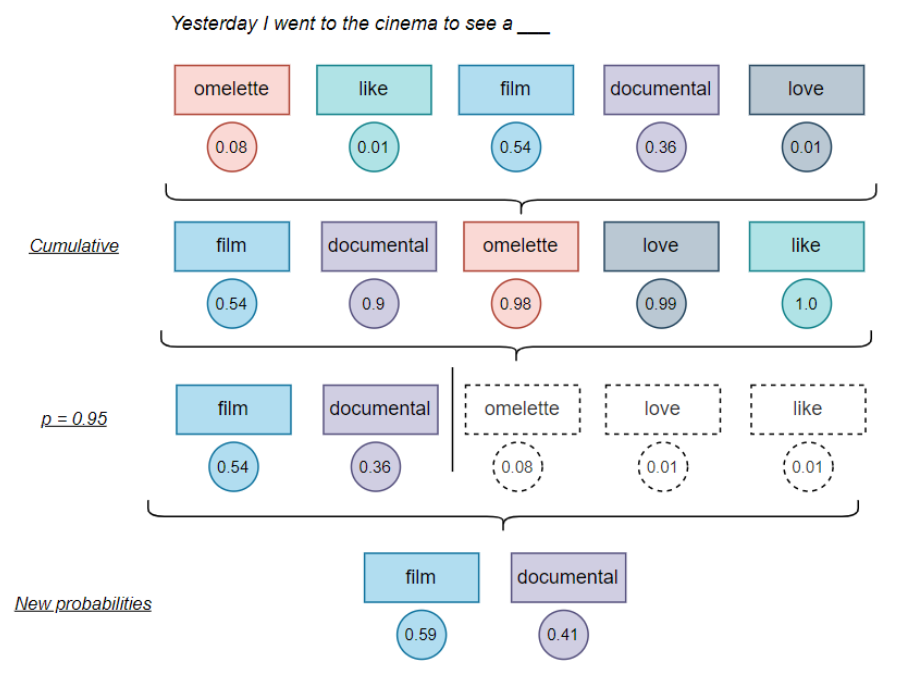 Yesterday I went to the cinema to see a ___
omelette like film documental love
0.08 0.01 0.54 0.36 0.01
Cumulative film documental omelette love like
0.54 0.9 0.98 0.99 1.0
p = 0.95 film documental omelette love like
0.54 0.36 0.08 0.01 0.01
New probabilities film documental
0.59 0.41